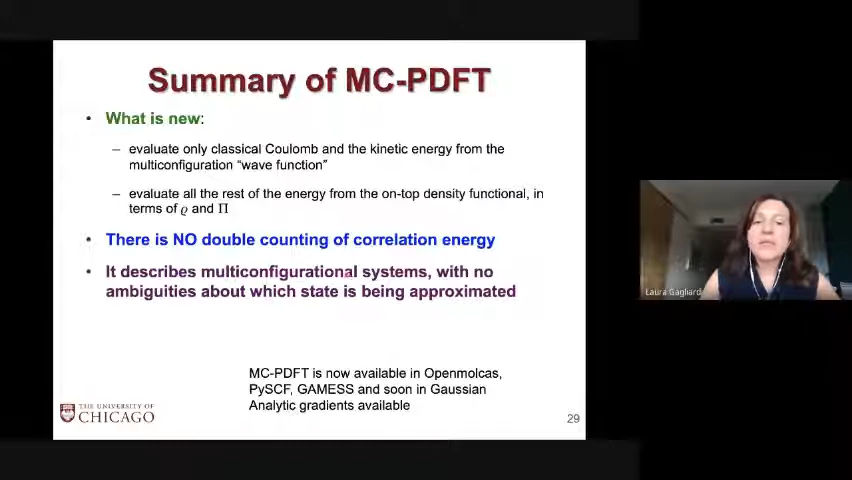 Summary of MC-PDFT
• What is new:
– evaluate only classical Coulomb and the kinetic energy from the
multiconfiguration “wave function”
– evaluate all the rest of the energy from the on-top density functional, in
terms of ϱ and Π
• There is NO double counting of correlation energy
• It describes multiconfigurational systems, with no
ambiguities about which state is being approximated
MC-PDFT is now available in Openmolcas,
PySCF, GAMESS and soon in Gaussian
Analytic gradients available
THE UNIVERSITY OF
CHICAGO
29
Laura Gagliardi